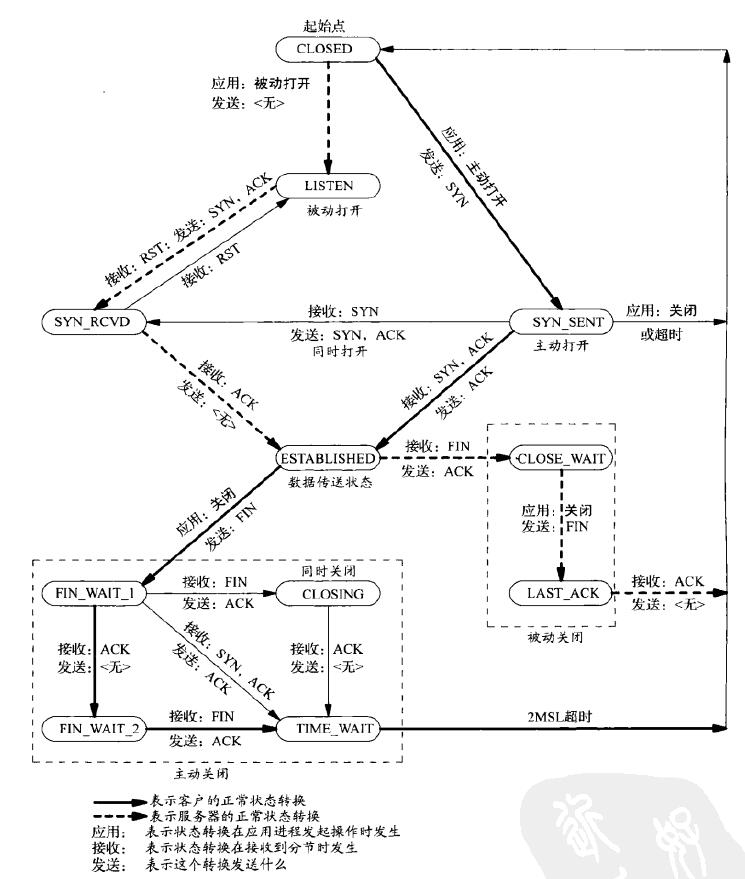 起始点
CLOSED
应用：被动打开
发送：<无>
应用：主动打开
发送：SYN
LISTEN
被动打开
接收：RST；发送：SYN，ACK
接收：RST
SYN_RCVD
接收：SYN
发送：SYN，ACK
同时打开
SYN_SENT
主动打开
应用：关闭
或超时
接收：ACK
发送：<无>
接收：SYN，ACK
发送：ACK
ESTABLISHED
数据传送状态
接收：FIN
发送：ACK
CLOSE_WAIT
应用：关闭
发送：FIN
应用：关闭
发送：FIN
LAST_ACK
被动关闭
接收：ACK
发送：<无>
同时关闭
FIN_WAIT_1
接收：FIN
发送：ACK
CLOSING
接收：ACK
发送：<无>
接收：SYN，ACK
发送：ACK
接收：ACK
发送：<无>
FIN_WAIT_2
接收：FIN
发送：ACK
TIME_WAIT
2MSL超时
主动关闭
表示客户的正常状态转换
表示服务器的正常状态转换
应用： 表示状态转换在应用进程发起操作时发生
接收： 表示状态转换在接收到分节时发生
发送： 表示这个转换发送什么